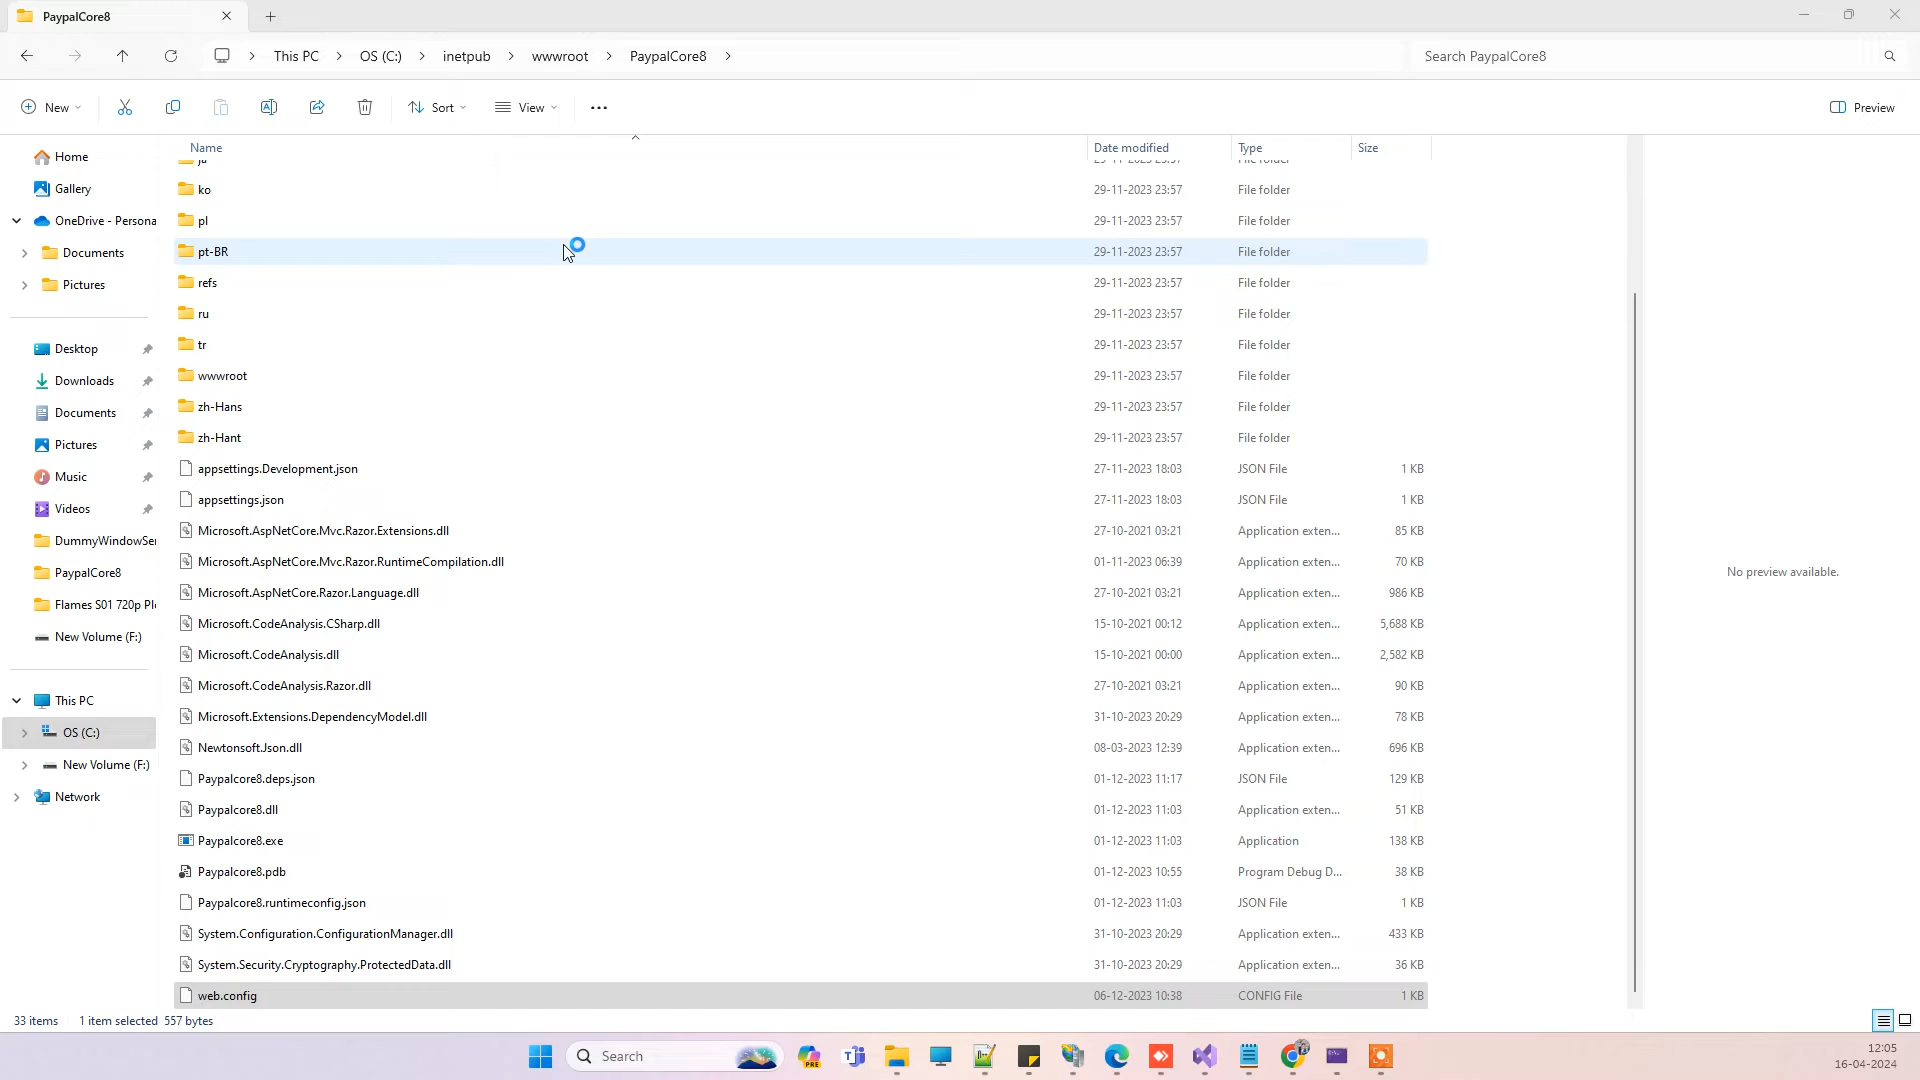 PaypalCore8
This PC
OS (C:)
inetpub
wwwroot
PaypalCore8
Search PaypalCore8
New
Sort
View
Preview
Name
Date modified
Type
Size
Home
Gallery
OneDrive - Persona
Documents
Pictures
Desktop
Downloads
Documents
Pictures
Music
Videos
DummyWindowSer
PaypalCore8
Flames S01 720p Ple
New Volume (F:)
This PC
OS (C:)
New Volume (F:)
Network
ja 29-11-2023 23:57 File folder
ko 29-11-2023 23:57 File folder
pl 29-11-2023 23:57 File folder
pt-BR 29-11-2023 23:57 File folder
refs 29-11-2023 23:57 File folder
ru 29-11-2023 23:57 File folder
tr 29-11-2023 23:57 File folder
wwwroot 29-11-2023 23:57 File folder
zh-Hans 29-11-2023 23:57 File folder
zh-Hant 29-11-2023 23:57 File folder
appsettings.Development.json 27-11-2023 18:03 JSON File 1 KB
appsettings.json 27-11-2023 18:03 JSON File 1 KB
Microsoft.AspNetCore.Mvc.Razor.Extensions.dll 27-10-2021 03:21 Application exten... 85 KB
Microsoft.AspNetCore.Mvc.Razor.RuntimeCompilation.dll 01-11-2023 06:39 Application exten... 70 KB
Microsoft.AspNetCore.Razor.Language.dll 27-10-2021 03:21 Application exten... 986 KB
Microsoft.CodeAnalysis.CSharp.dll 15-10-2021 00:12 Application exten... 5,688 KB
Microsoft.CodeAnalysis.dll 15-10-2021 00:00 Application exten... 2,582 KB
Microsoft.CodeAnalysis.Razor.dll 27-10-2021 03:21 Application exten... 90 KB
Microsoft.Extensions.DependencyModel.dll 31-10-2023 20:29 Application exten... 78 KB
Newtonsoft.Json.dll 08-03-2023 12:39 Application exten... 696 KB
Paypalcore8.deps.json 01-12-2023 11:17 JSON File 129 KB
Paypalcore8.dll 01-12-2023 11:03 Application exten... 51 KB
Paypalcore8.exe 01-12-2023 11:03 Application 138 KB
Paypalcore8.pdb 01-12-2023 10:55 Program Debug D... 38 KB
Paypalcore8.runtimeconfig.json 01-12-2023 11:03 JSON File 1 KB
System.Configuration.ConfigurationManager.dll 31-10-2023 20:29 Application exten... 433 KB
System.Security.Cryptography.ProtectedData.dll 31-10-2023 20:29 Application exten... 36 KB
web.config 06-12-2023 10:38 CONFIG File 1 KB
No preview available.
33 items 1 item selected 557 bytes
Search
PRE
12:05
16-04-2024